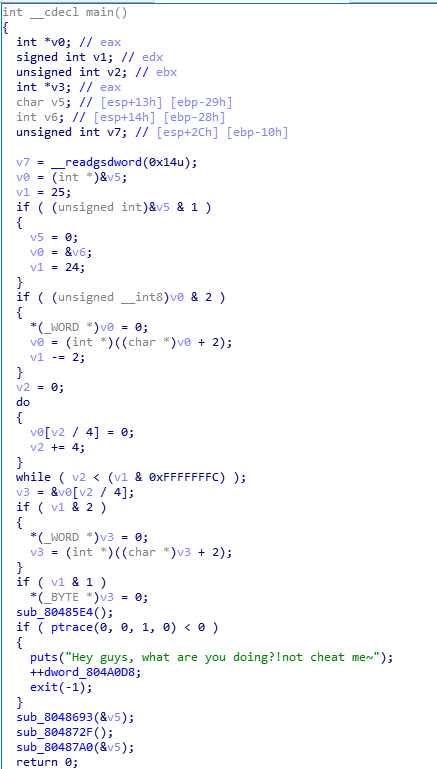 int __cdecl main()
{
  int *v0; // eax
  signed int v1; // edx
  unsigned int v2; // ebx
  int *v3; // eax
  char v5; // [esp+13h] [ebp-29h]
  int v6; // [esp+14h] [ebp-28h]
  unsigned int v7; // [esp+2Ch] [ebp-10h]

  v7 = __readgsdword(0x14u);
  v0 = (int *)&v5;
  v1 = 25;
  if ( (unsigned int)&v5 & 1 )
  {
    v5 = 0;
    v0 = &v6;
    v1 = 24;
  }
  if ( (unsigned __int8)v0 & 2 )
  {
    *(_WORD *)v0 = 0;
    v0 = (int *)((char *)v0 + 2);
    v1 -= 2;
  }
  v2 = 0;
  do
  {
    v0[v2 / 4] = 0;
    v2 += 4;
  }
  while ( v2 < (v1 & 0xFFFFFFFC) );
  v3 = &v0[v2 / 4];
  if ( v1 & 2 )
  {
    *(_WORD *)v3 = 0;
    v3 = (int *)((char *)v3 + 2);
  }
  if ( v1 & 1 )
    *(_BYTE *)v3 = 0;
  sub_80485E4();
  if ( ptrace(0, 0, 1, 0) < 0 )
  {
    puts("Hey guys, what are you doing?!not cheat me~");
    ++dword_804A0D8;
    exit(-1);
  }
  sub_8048693(&v5);
  sub_804872F();
  sub_80487A0(&v5);
  return 0;